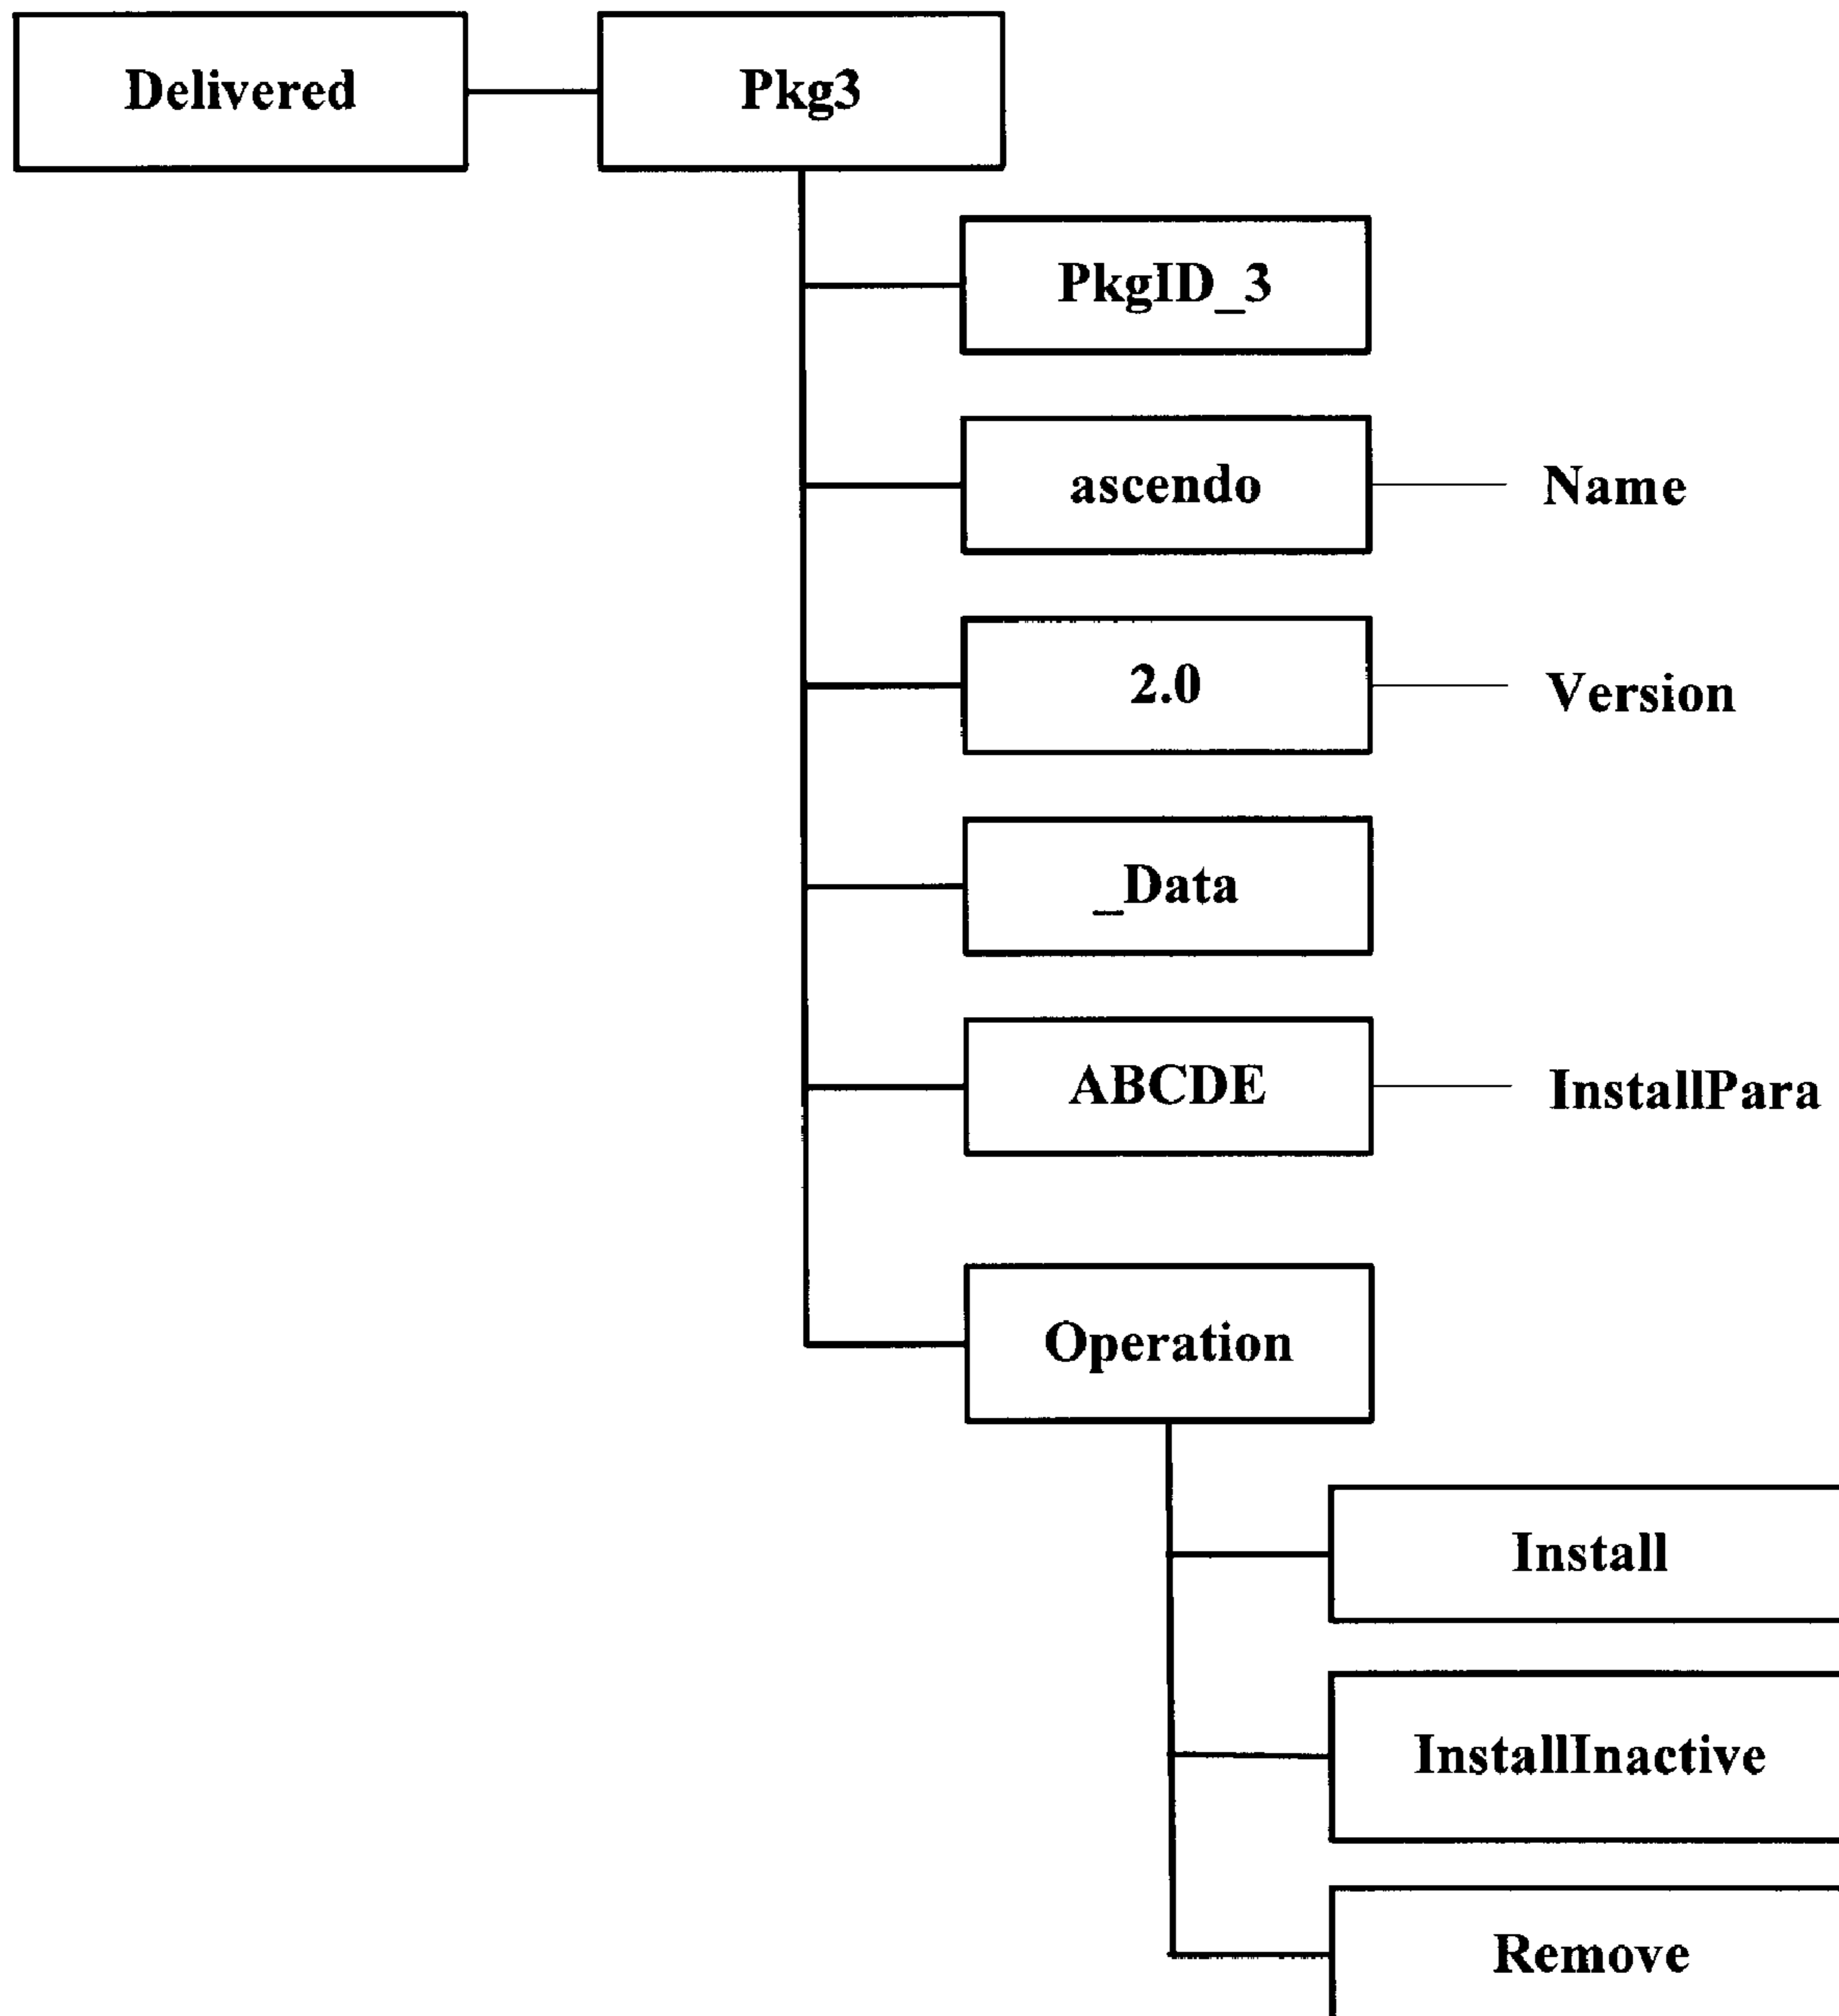 Delivered
Pkg3
PkgID_3
ascendo
Name
2.0
Version
_Data
ABCDE
InstallPara
Operation
Install
InstallInactive
Remove